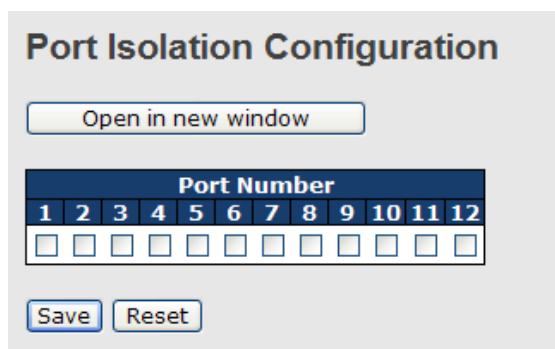 Port Isolation Configuration
Open in new window
Port Number
1 2 3 4 5 6 7 8 9 10 11 12
Save Reset